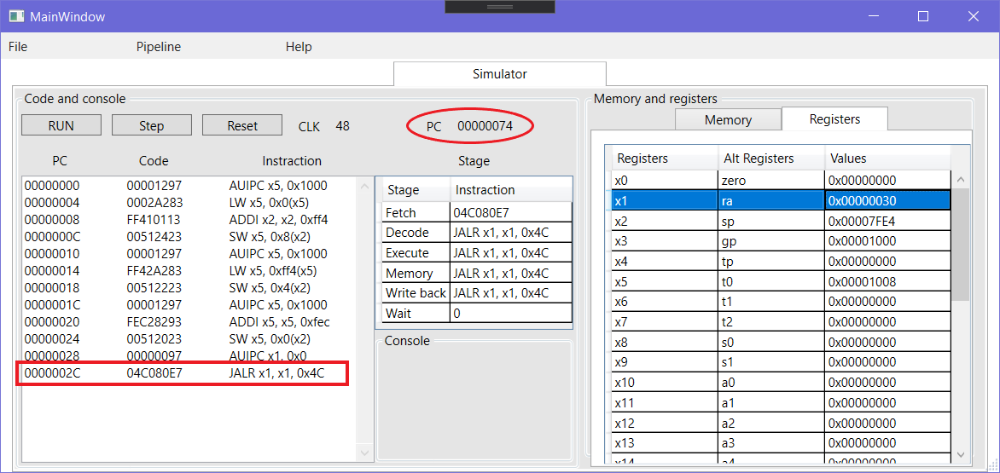 MainWindow
File Pipeline Help
Simulator
Code and console
RUN Step Reset CLK 48 PC 00000074
PC Code Instraction Stage
00000000 00001297 AUIPC x5, 0x1000
00000004 0002A283 LW x5, 0x0(x5)
00000008 FF410113 ADDI x2, x2, 0xff4
0000000C 00512423 SW x5, 0x8(x2)
00000010 00001297 AUIPC x5, 0x1000
00000014 FF42A283 LW x5, 0xff4(x5)
00000018 00512223 SW x5, 0x4(x2)
0000001C 00001297 AUIPC x5, 0x1000
00000020 FEC28293 ADDI x5, x5, 0xfec
00000024 00512023 SW x5, 0x0(x2)
00000028 00000097 AUIPC x1, 0x0
0000002C 04C080E7 JALR x1, x1, 0x4C
Stage Instraction
Fetch 04C080E7
Decode JALR x1, x1, 0x4C
Execute JALR x1, x1, 0x4C
Memory JALR x1, x1, 0x4C
Write back JALR x1, x1, 0x4C
Wait 0
Console
Memory and registers
Memory Registers
Registers Alt Registers Values
x0 zero 0x00000000
x1 ra 0x00000030
x2 sp 0x00007FE4
x3 gp 0x00001000
x4 tp 0x00000000
x5 t0 0x00001008
x6 t1 0x00000000
x7 t2 0x00000000
x8 s0 0x00000000
x9 s1 0x00000000
x10 a0 0x00000000
x11 a1 0x00000000
x12 a2 0x00000000
x13 a3 0x00000000
x14 a4 0x00000000